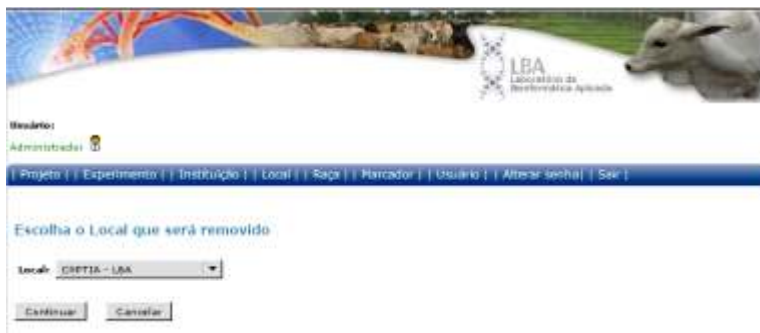 LBA
Laboratório de
Bioinformática Aplicada
Usuário:
Administrador
| Projeto | | Experimento | | Instituição | | Local | | Raça | | Marcador | | Usuário | | Alterar senha| | Sair |
Escolha o Local que será removido
Local: CNPTIA - LBA
Continuar Cancelar